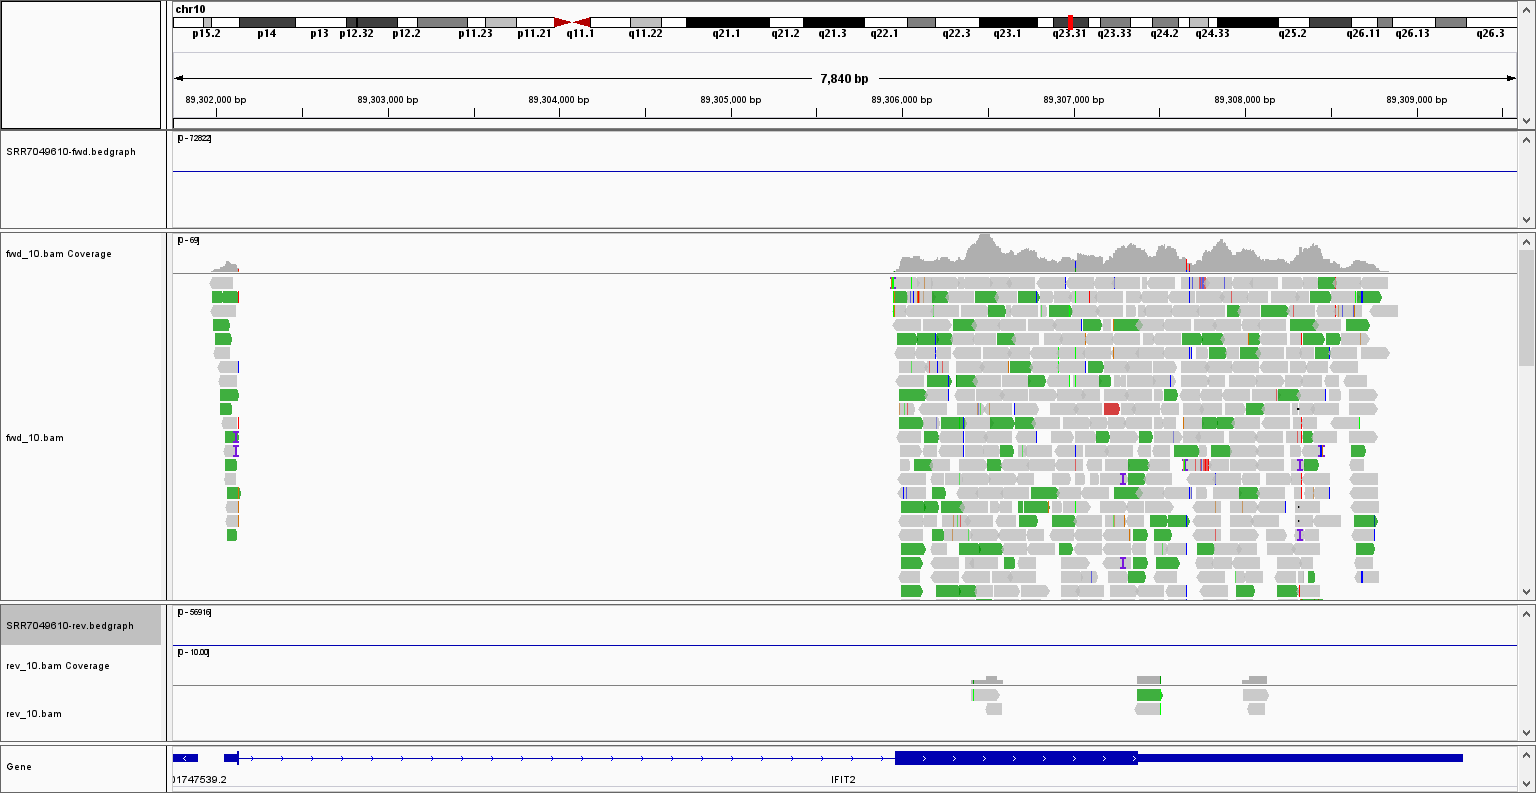 chr10
p15.2 p14 p13 p12.32 p12.2 p11.23 p11.21 q11.1 q11.22 q21.1 q21.2 q21.3 q22.1 q22.3 q23.1 q23.31 q23.33 q24.2 q24.33 q25.2 q26.11 q26.13 q26.3
7,840 bp
89,302,000 bp 89,303,000 bp 89,304,000 bp 89,305,000 bp 89,306,000 bp 89,307,000 bp 89,308,000 bp 89,309,000 bp
[0 - 72822]
SRR7049610-fwd.bedgraph
[0 - 69]
fwd_10.bam Coverage
fwd_10.bam
[0 - 56916]
SRR7049610-rev.bedgraph
[0 - 10.00]
rev_10.bam Coverage
rev_10.bam
Gene
01747539.2 IFIT2